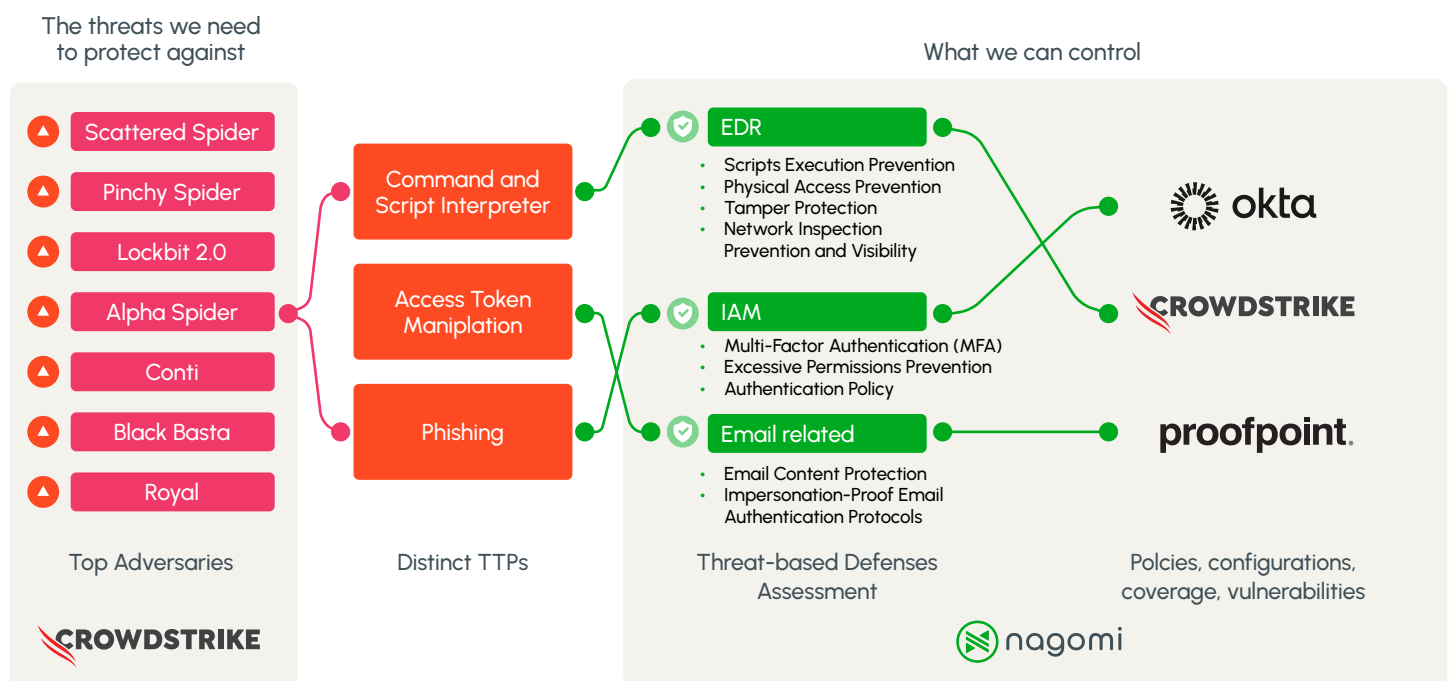 The threats we need
to protect against
What we can control
Scattered Spider
Pinchy Spider
Lockbit 2.0
Alpha Spider
Conti
Black Basta
Royal
Top Adversaries
CROWDSTRIKE
Command and
Script Interpreter
Access Token
Maniplation
Phishing
Distinct TTPs
EDR
• Scripts Execution Prevention
• Physical Access Prevention
• Tamper Protection
• Network Inspection
Prevention and Visibility
IAM
• Multi-Factor Authentication (MFA)
• Excessive Permissions Prevention
• Authentication Policy
Email related
• Email Content Protection
• Impersonation-Proof Email
Authentication Protocols
Threat-based Defenses
Assessment
okta
CROWDSTRIKE
proofpoint.
Polcies, configurations,
coverage, vulnerabilities
nagomi